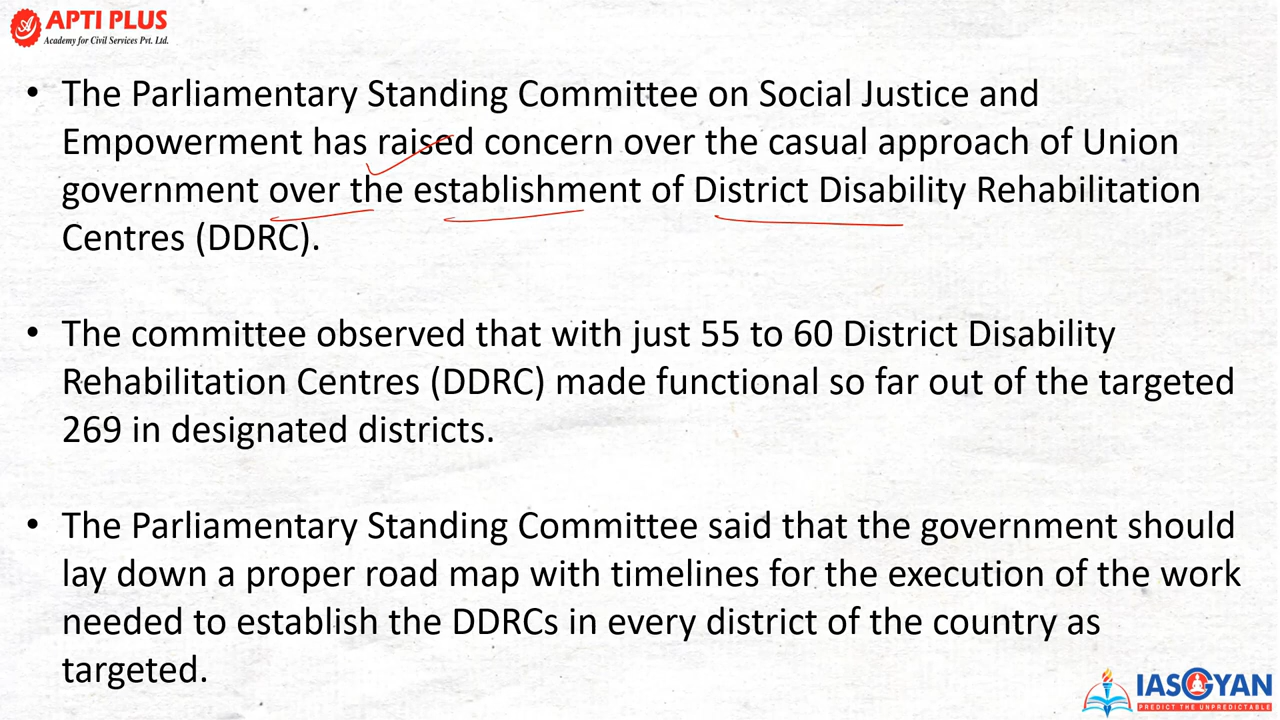 APTI PLUS
Academy for Civil Services Pvt. Ltd.
• The Parliamentary Standing Committee on Social Justice and
Empowerment has raised concern over the casual approach of Union
government over the establishment of District Disability Rehabilitation
Centres (DDRC).
• The committee observed that with just 55 to 60 District Disability
Rehabilitation Centres (DDRC) made functional so far out of the targeted
269 in designated districts.
• The Parliamentary Standing Committee said that the government should
lay down a proper road map with timelines for the execution of the work
needed to establish the DDRCs in every district of the country as
targeted.
IASGYAN
PREDICT THE UNPREDICTABLE